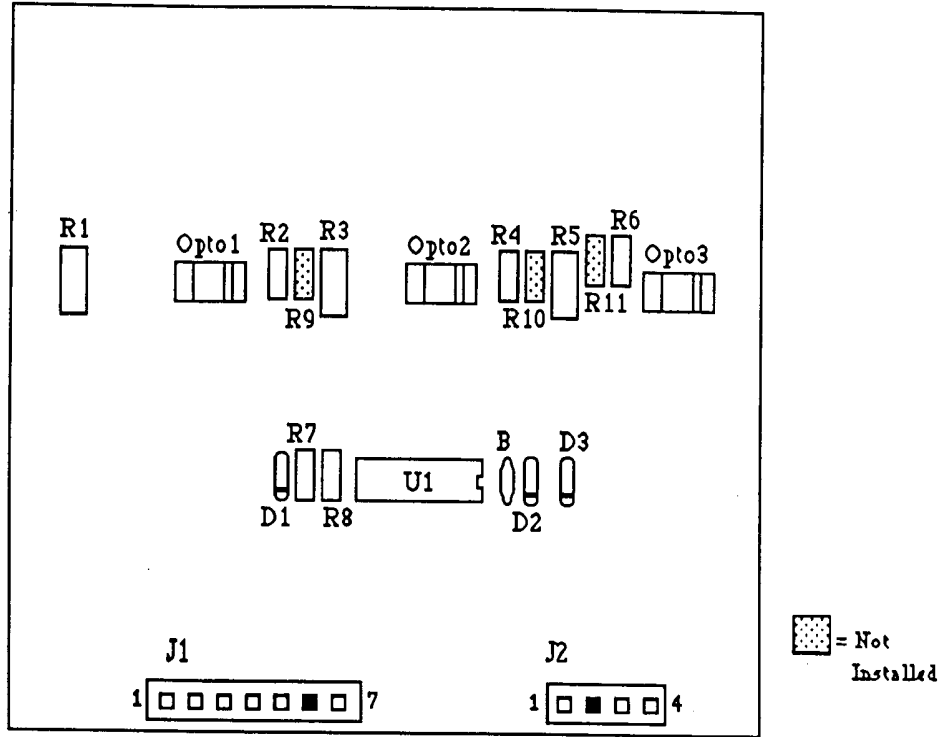 R1
Opto1
R2
R3
R9
Opto2
R4
R5
R10
R6
R11
Opto3
R7
D1
R8
U1
B
D2
D3
J1
1
7
J2
1
4
= Not
Installed